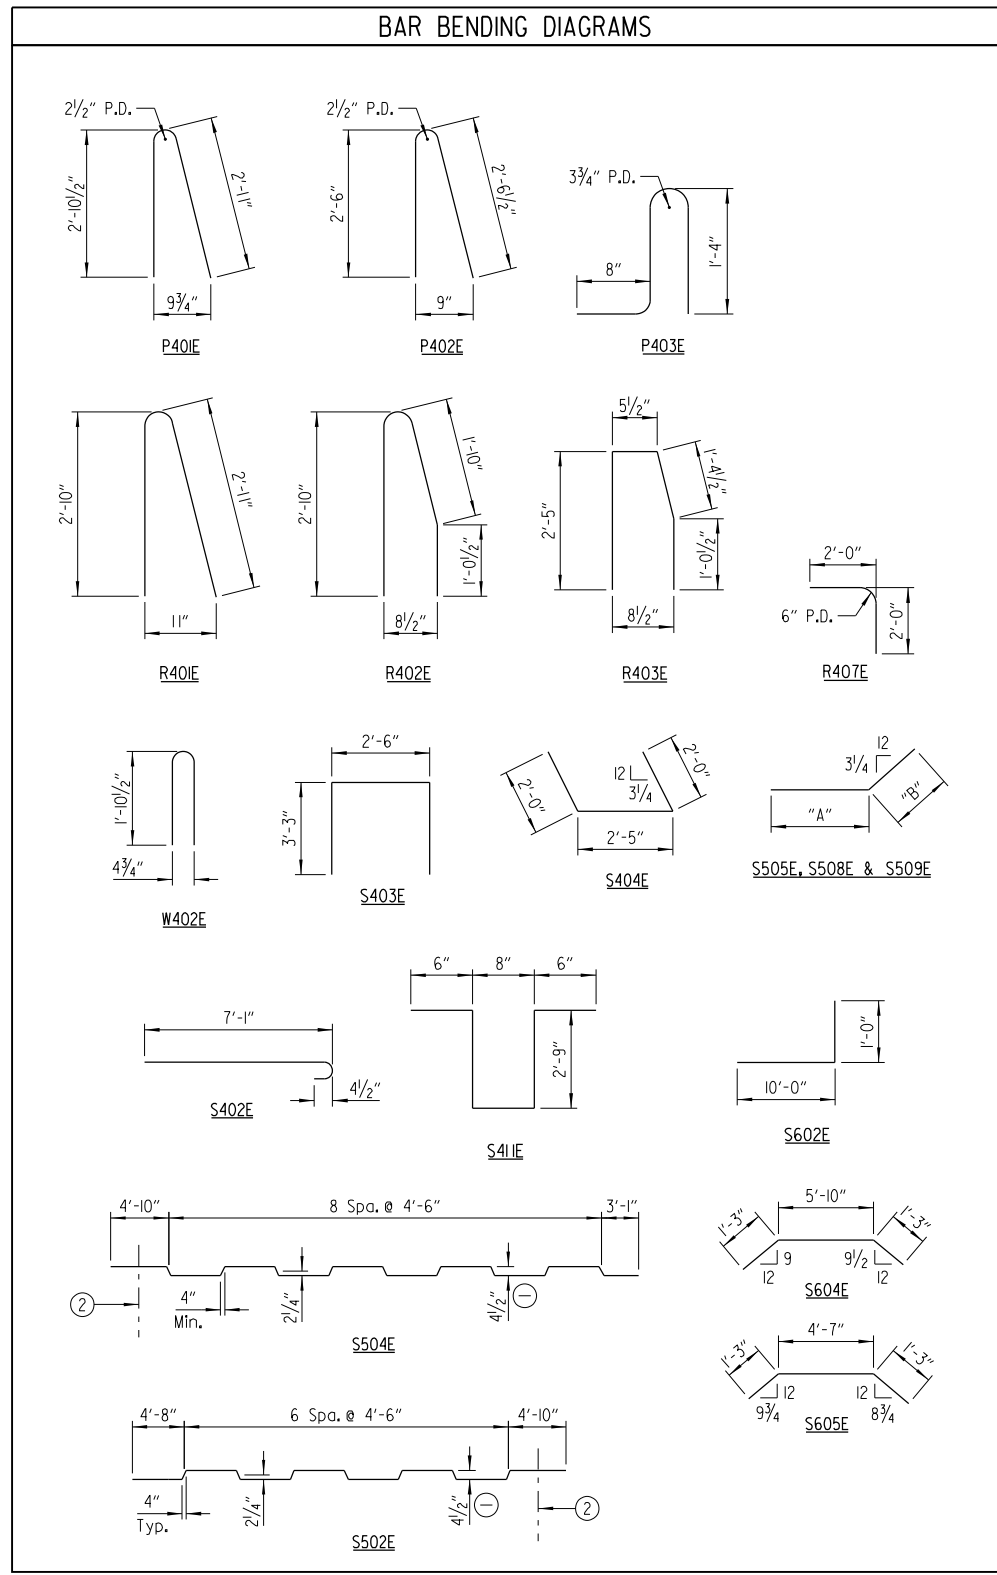 BAR BENDING DIAGRAMS
2½" P.D.
2'-10½"
2'-11"
9¾"
P401E
2½" P.D.
2'-6"
2'-6½"
9"
P402E
3¾" P.D.
8"
1'-4"
P403E
2'-10"
2'-11"
11"
R401E
2'-10"
1'-10"
1'-0½"
8½"
R402E
5½"
2'-5"
1'-4½"
1'-0½"
8½"
R403E
2'-0"
6" P.D.
2'-0"
R407E
1'-10½"
4¾"
W402E
2'-6"
3'-3"
S403E
2'-0"
12
3¼
2'-0"
2'-5"
S404E
12
3¼
"A"
"B"
S505E, S508E & S509E
7'-1"
4½"
S402E
6" 8" 6"
2'-9"
S411E
1'-0"
10'-0"
S602E
4'-10" 8 Spa. @ 4'-6" 3'-1"
2
4"
Min.
2¼"
4½"
1
S504E
5'-10"
1'-3"
1'-3"
9
12
9½
12
S604E
4'-7"
1'-3"
1'-3"
12
9¾
12
8¾
S605E
4'-8" 6 Spa. @ 4'-6" 4'-10"
4"
Typ.
2¼"
4½"
1
2
S502E